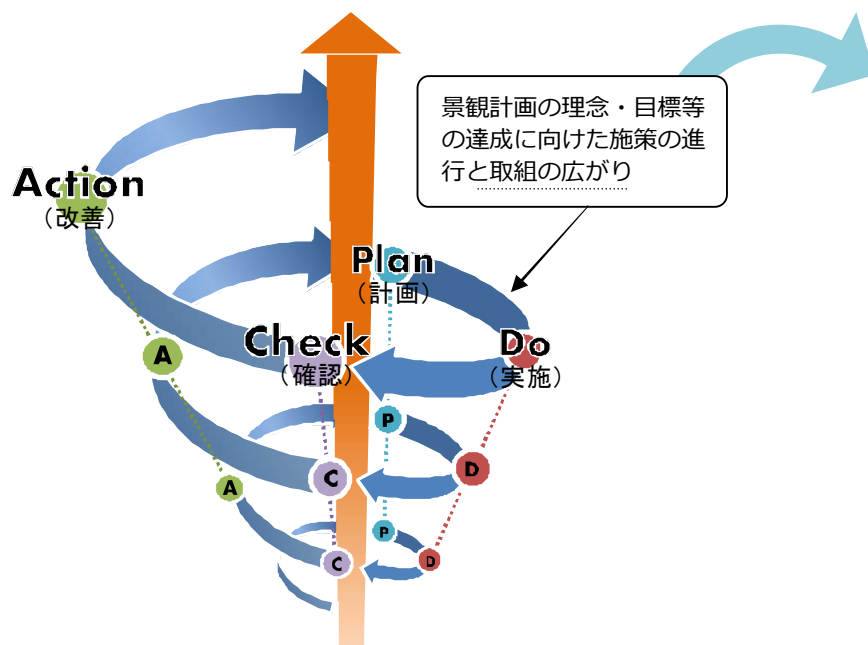 景観計画の理念・目標等
の達成に向けた施策の進
行と取組の広がり
Action
（改善）
Plan
（計画）
Check
（確認）
Do
（実施）
A
P
C
D
A
P
C
D